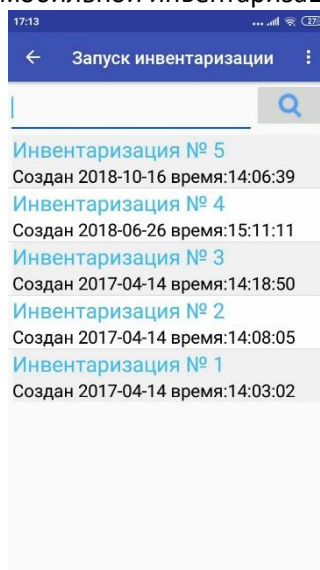 17:13
Запуск инвентаризации
Инвентаризация № 5
Создан 2018-10-16 время:14:06:39
Инвентаризация № 4
Создан 2018-06-26 время:15:11:11
Инвентаризация № 3
Создан 2017-04-14 время:14:18:50
Инвентаризация № 2
Создан 2017-04-14 время:14:08:05
Инвентаризация № 1
Создан 2017-04-14 время:14:03:02